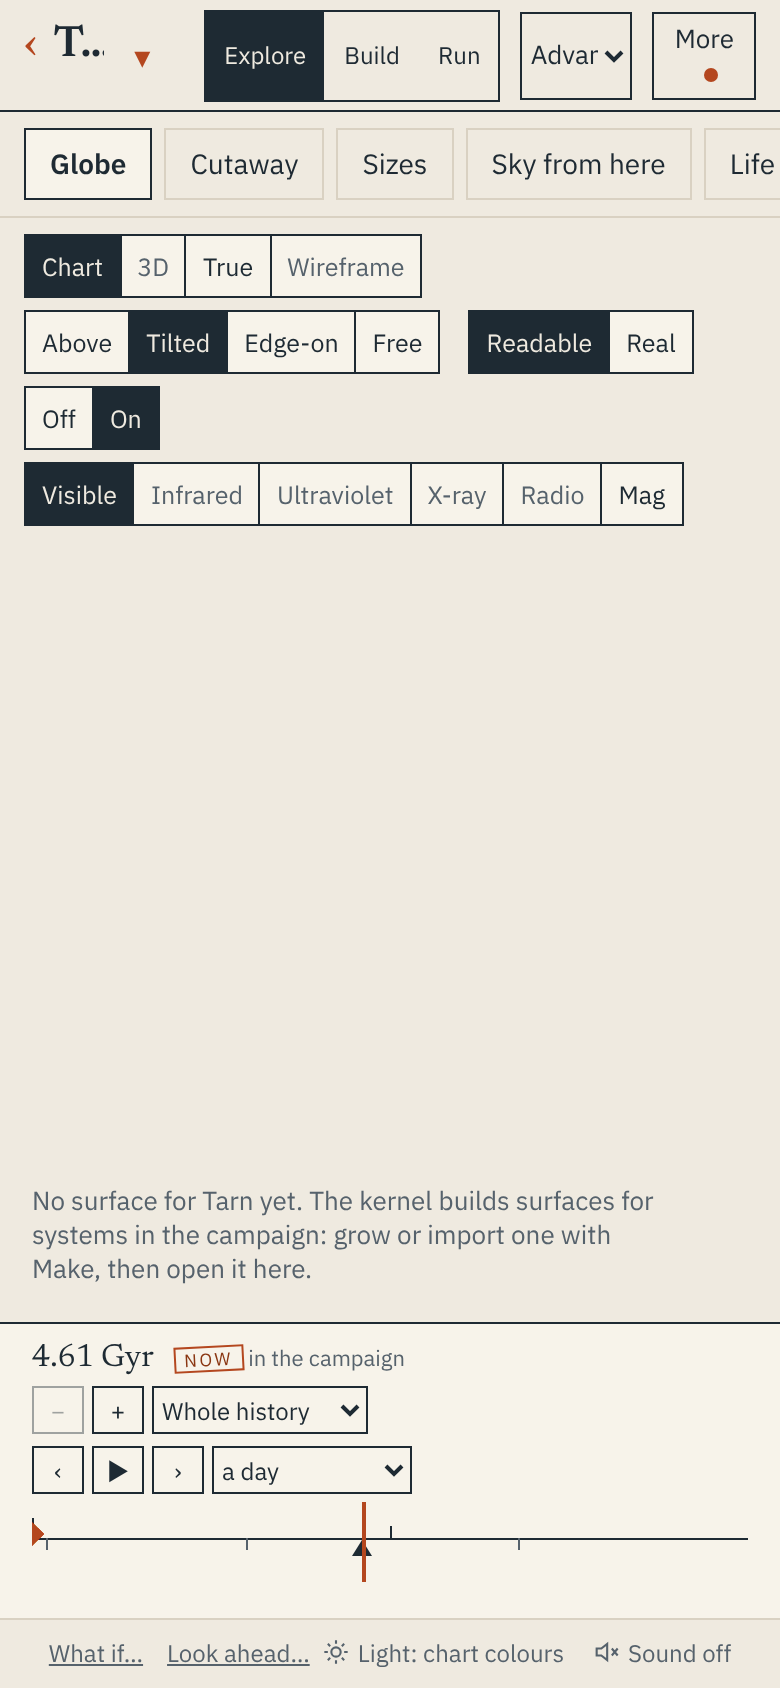 ‹ T... ▼ Explore Build Run Advar More
Globe Cutaway Sizes Sky from here Life
Chart 3D True Wireframe
Above Tilted Edge-on Free Readable Real
Off On
Visible Infrared Ultraviolet X-ray Radio Mag
No surface for Tarn yet. The kernel builds surfaces for
systems in the campaign: grow or import one with
Make, then open it here.
4.61 Gyr NOW in the campaign
− + Whole history
‹ ▶ › a day
What if... Look ahead... Light: chart colours Sound off